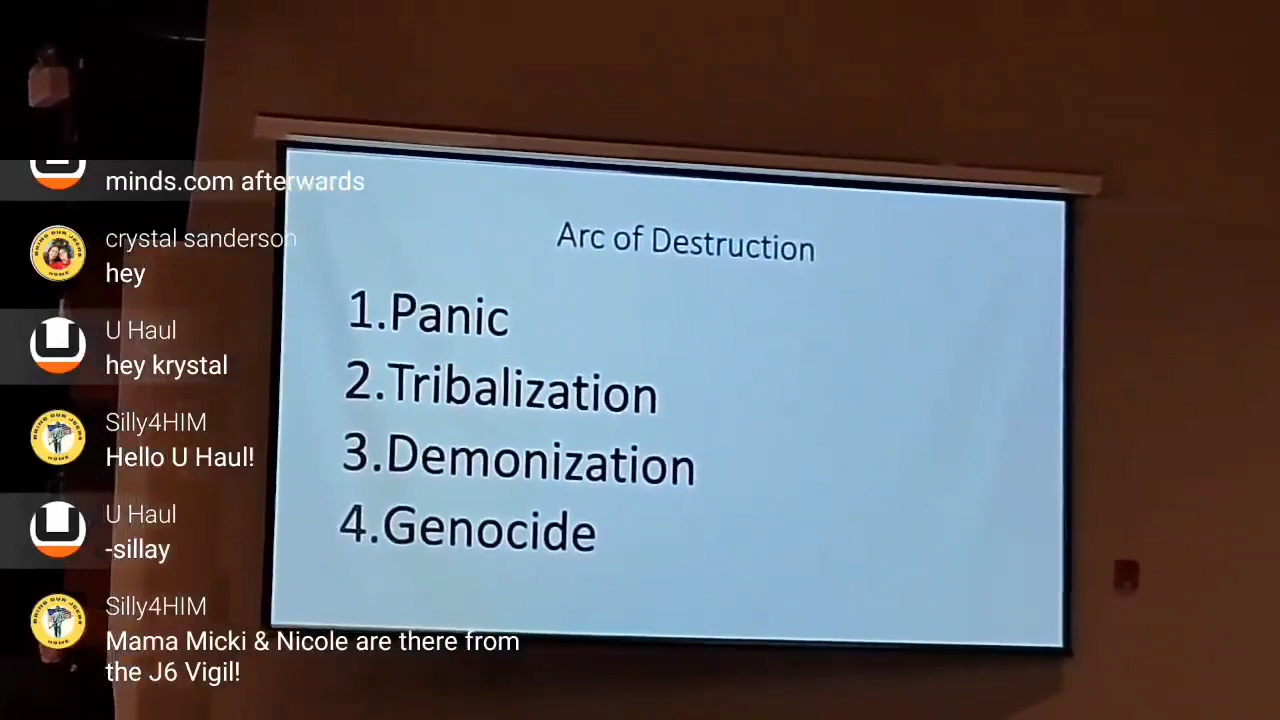 minds.com afterwards
crystal sanderson
hey
U Haul
hey krystal
Silly4HIM
Hello U Haul!
U Haul
-sillay
Silly4HIM
Mama Micki & Nicole are there from
the J6 Vigil!
Arc of Destruction
1.Panic
2.Tribalization
3.Demonization
4.Genocide